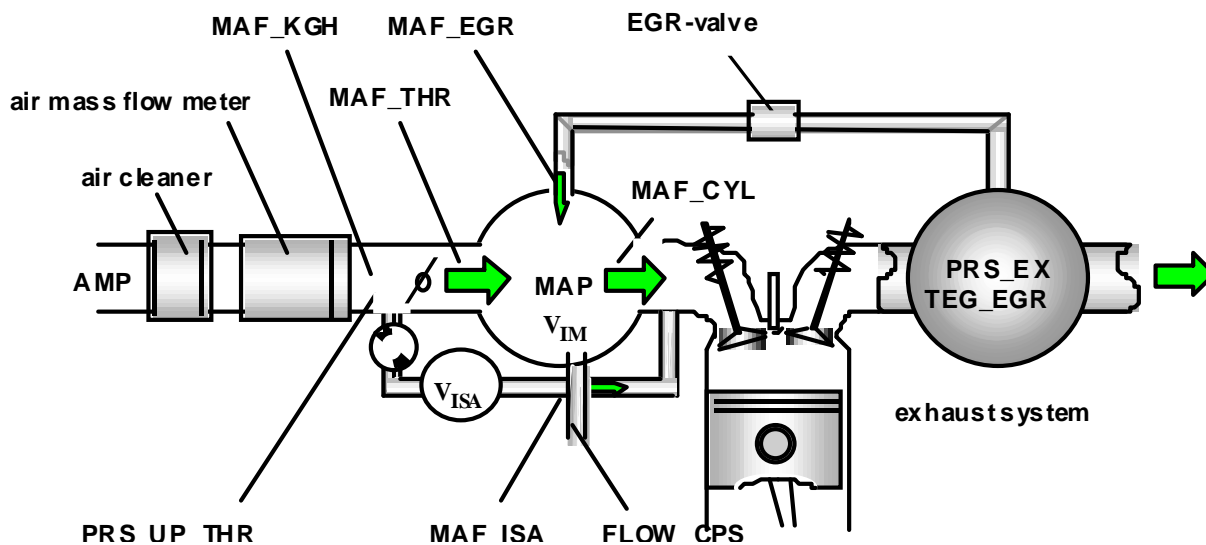 MAF_KGH
MAF_EGR
EGR-valve
air mass flow meter
MAF_THR
air cleaner
MAF_CYL
AMP
MAP
PRS_EX
TEG_EGR
V_IM
V_ISA
exhaust system
PRS_UP_THR
MAF_ISA
FLOW_CPS